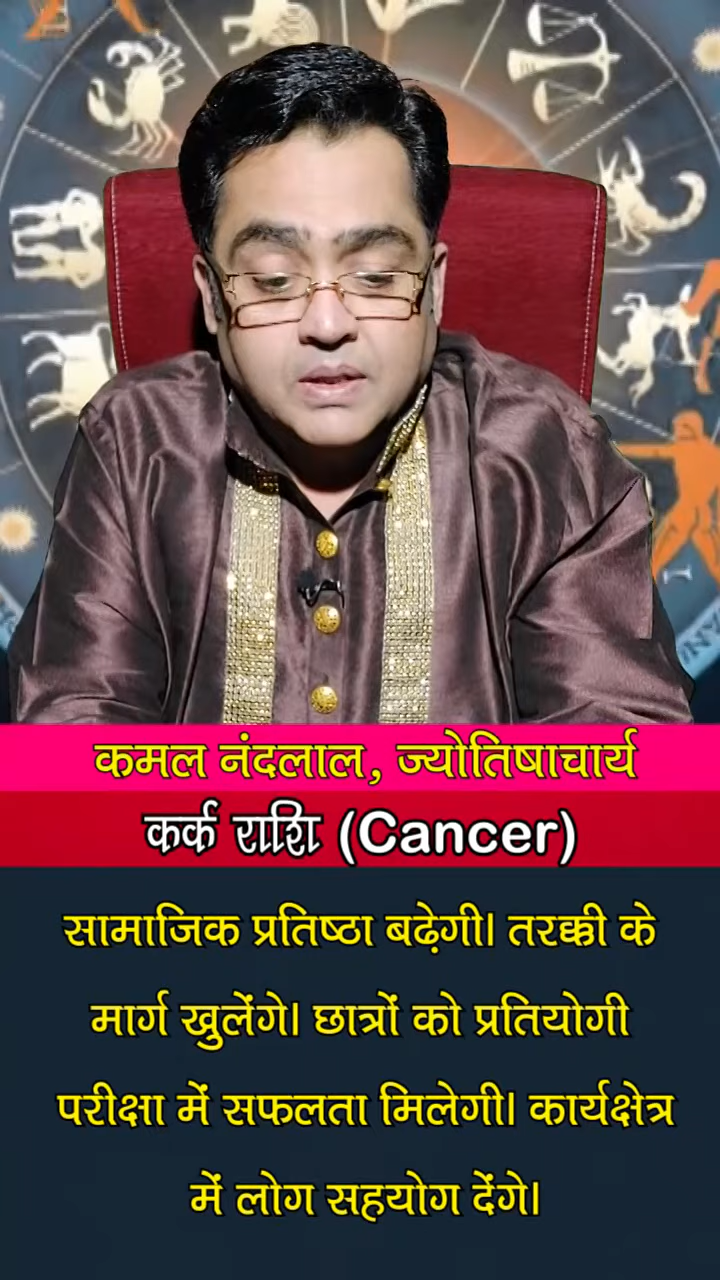 कमल नंदलाल, ज्योतिषाचार्य
कर्क राशि (Cancer)
सामाजिक प्रतिष्ठा बढ़ेगी। तरक्की के
मार्ग खुलेंगे। छात्रों को प्रतियोगी
परीक्षा में सफलता मिलेगी। कार्यक्षेत्र
में लोग सहयोग देंगे।